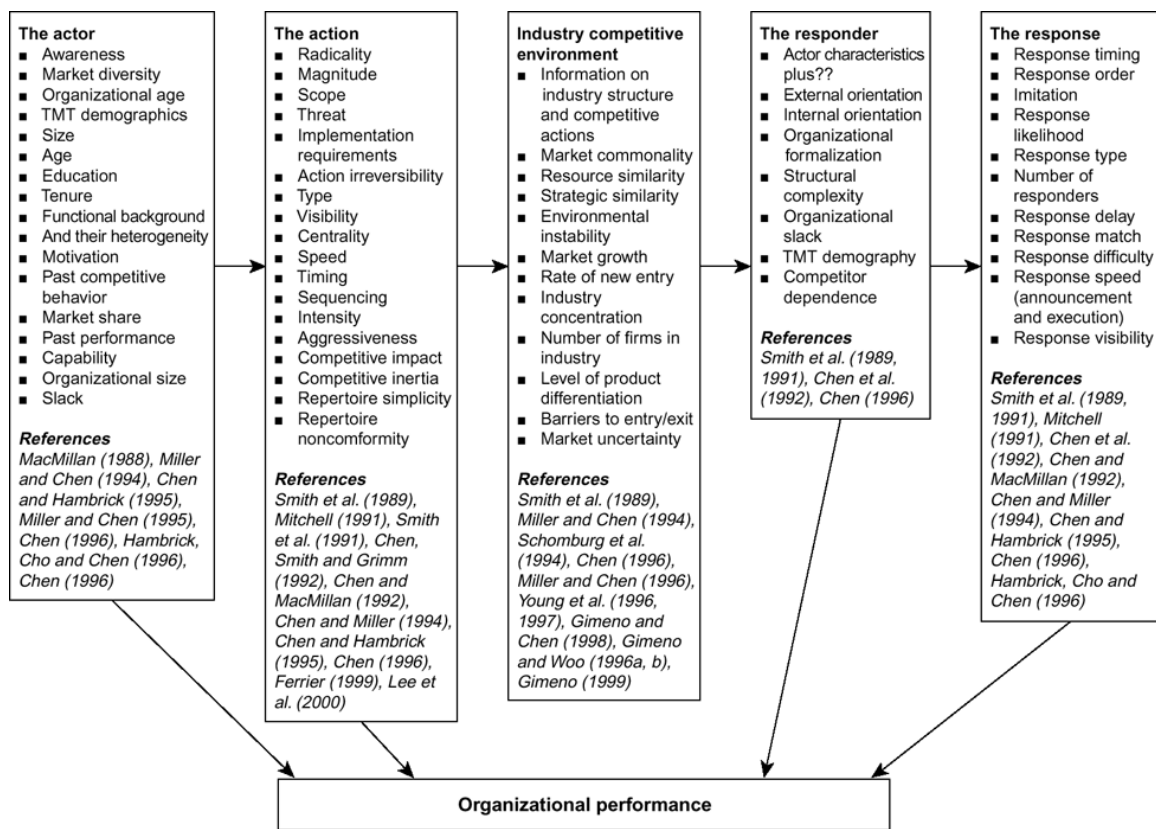 The actor
■ Awareness
■ Market diversity
■ Organizational age
■ TMT demographics
■ Size
■ Age
■ Education
■ Tenure
■ Functional background
■ And their heterogeneity
■ Motivation
■ Past competitive
behavior
■ Market share
■ Past performance
■ Capability
■ Organizational size
■ Slack
References
MacMillan (1988), Miller
and Chen (1994), Chen
and Hambrick (1995),
Miller and Chen (1995),
Chen (1996), Hambrick,
Cho and Chen (1996),
Chen (1996)
The action
■ Radicality
■ Magnitude
■ Scope
■ Threat
■ Implementation
requirements
■ Action irreversibility
■ Type
■ Visibility
■ Centrality
■ Speed
■ Timing
■ Sequencing
■ Intensity
■ Aggressiveness
■ Competitive impact
■ Competitive inertia
■ Repertoire simplicity
■ Repertoire
noncomformity
References
Smith et al. (1989),
Mitchell (1991), Smith
et al. (1991), Chen,
Smith and Grimm
(1992), Chen and
MacMillan (1992),
Chen and Miller (1994),
Chen and Hambrick
(1995), Chen (1996),
Ferrier (1999), Lee et
al. (2000)
Industry competitive
environment
■ Information on
industry structure
and competitive
actions
■ Market commonality
■ Resource similarity
■ Strategic similarity
■ Environmental
instability
■ Market growth
■ Rate of new entry
■ Industry
concentration
■ Number of firms in
industry
■ Level of product
differentiation
■ Barriers to entry/exit
■ Market uncertainty
References
Smith et al. (1989),
Miller and Chen (1994),
Schomburg et al.
(1994), Chen (1996),
Miller and Chen (1996),
Young et al. (1996,
1997), Gimeno and
Chen (1998), Gimeno
and Woo (1996a, b),
Gimeno (1999)
The responder
■ Actor characteristics
plus??
■ External orientation
■ Internal orientation
■ Organizational
formalization
■ Structural
complexity
■ Organizational
slack
■ TMT demography
■ Competitor
dependence
References
Smith et al. (1989,
1991), Chen et al.
(1992), Chen (1996)
The response
■ Response timing
■ Response order
■ Imitation
■ Response
likelihood
■ Response type
■ Number of
responders
■ Response delay
■ Response match
■ Response difficulty
■ Response speed
(announcement
and execution)
■ Response visibility
References
Smith et al. (1989,
1991), Mitchell
(1991), Chen et al.
(1992), Chen and
MacMillan (1992),
Chen and Miller
(1994), Chen and
Hambrick (1995),
Chen (1996),
Hambrick, Cho and
Chen (1996)
Organizational performance